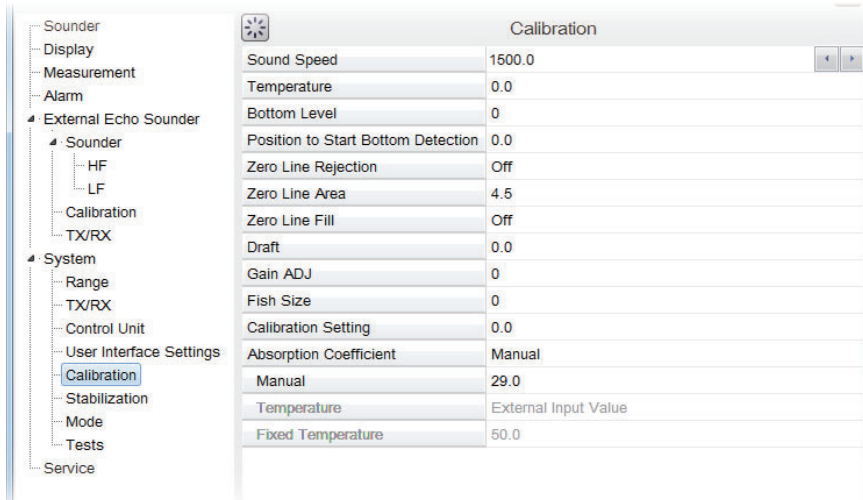 Sounder
Display
Measurement
Alarm
External Echo Sounder
Sounder
HF
LF
Calibration
TX/RX
System
Range
TX/RX
Control Unit
User Interface Settings
Calibration
Stabilization
Mode
Tests
Service
Calibration
Sound Speed 1500.0
Temperature 0.0
Bottom Level 0
Position to Start Bottom Detection 0.0
Zero Line Rejection Off
Zero Line Area 4.5
Zero Line Fill Off
Draft 0.0
Gain ADJ 0
Fish Size 0
Calibration Setting 0.0
Absorption Coefficient Manual
Manual 29.0
Temperature External Input Value
Fixed Temperature 50.0